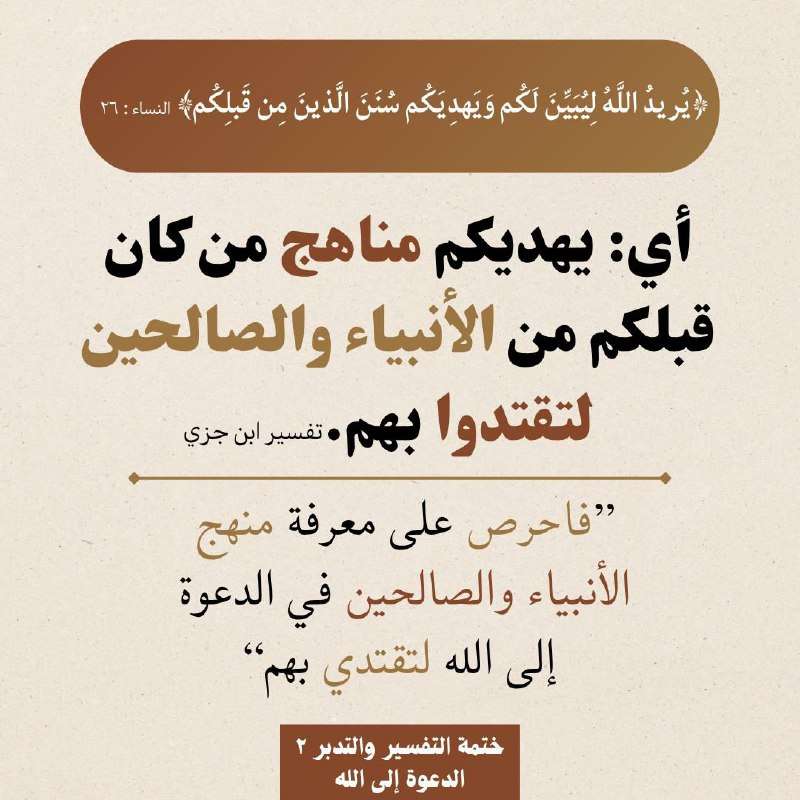 ﴿يُريدُ اللَّهُ لِيُبَيِّنَ لَكُم وَيَهدِيَكُم سُنَنَ الَّذينَ مِن قَبلِكُم﴾ النساء: ٢٦
أي: يهديكم مناهج من كان
قبلكم من الأنبياء والصالحين
لتقتدوا بهم. تفسير ابن جزي
”فاحرص على معرفة منهج
الأنبياء والصالحين في الدعوة
إلى الله لتقتدي بهم“
ختمة التفسير والتدبر ٢
الدعوة إلى الله